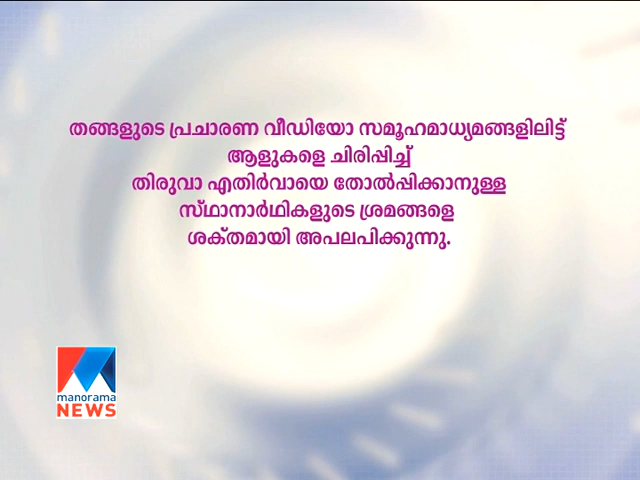 തങ്ങളുടെ പ്രചാരണ വീഡിയോ സമൂഹമാധ്യമങ്ങളിലിട്ട്
ആളുകളെ ചിരിപ്പിച്ച്
തിരുവാ എതിർവായെ തോൽപ്പിക്കാനുള്ള
സ്ഥാനാർഥികളുടെ ശ്രമങ്ങളെ
ശക്തമായി അപലപിക്കുന്നു.
manorama
NEWS